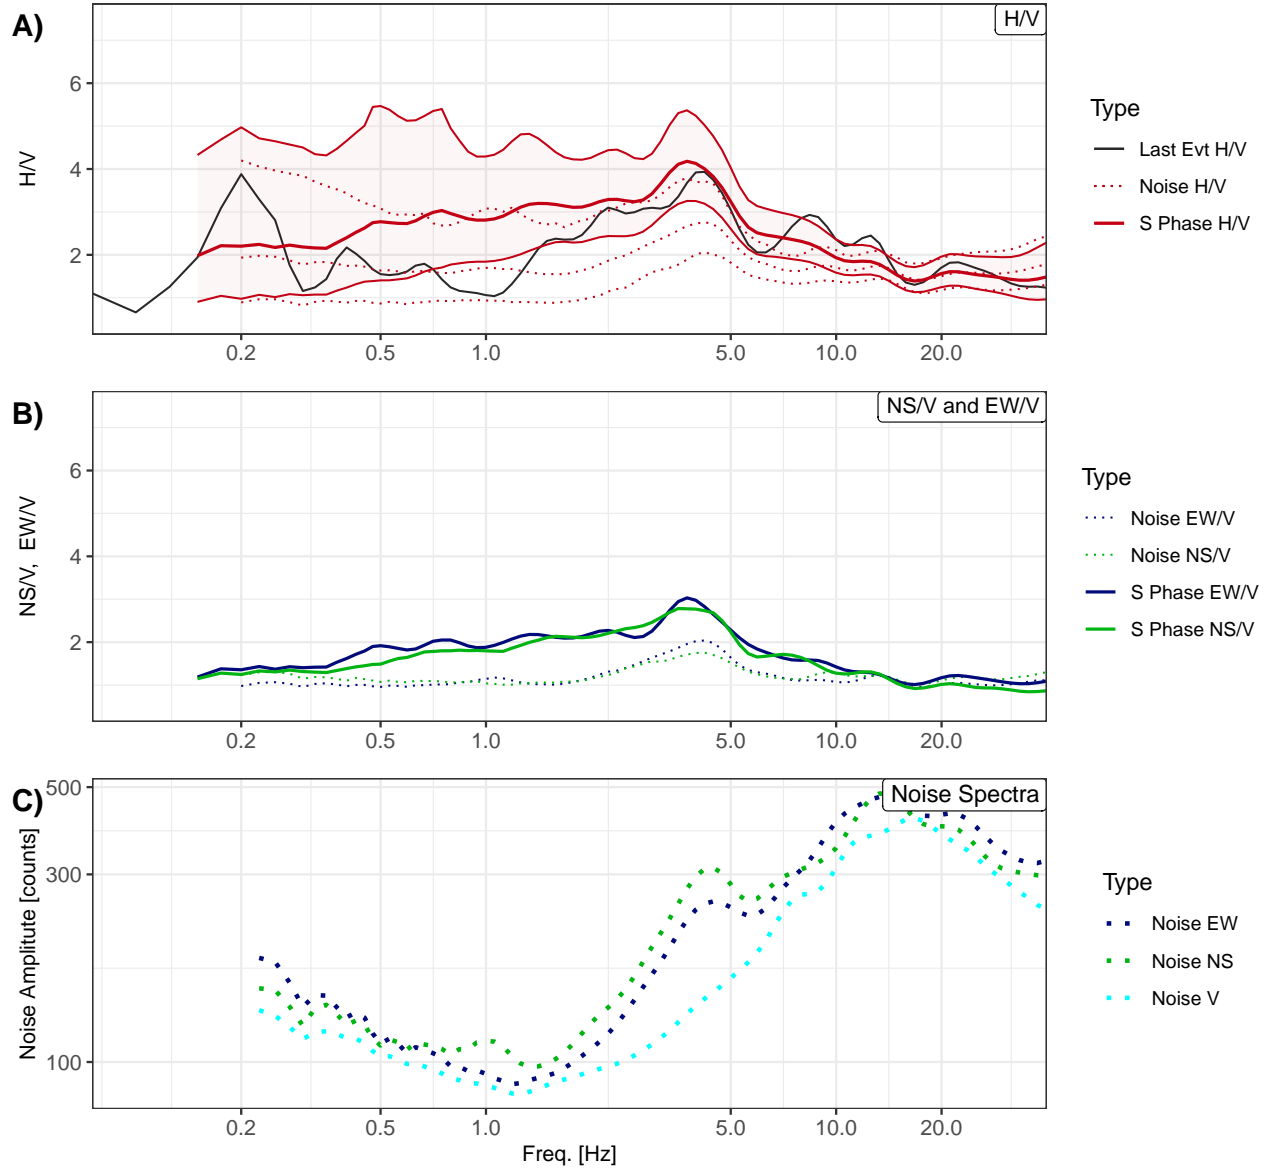 A)
H/V
6
4
2
H/V
0.2 0.5 1.0 5.0 10.0 20.0
Type
Last Evt H/V
Noise H/V
S Phase H/V
B)
NS/V and EW/V
6
4
2
NS/V, EW/V
0.2 0.5 1.0 5.0 10.0 20.0
Type
Noise EW/V
Noise NS/V
S Phase EW/V
S Phase NS/V
C)
Noise Spectra
500
300
100
Noise Amplitute [counts]
0.2 0.5 1.0 5.0 10.0 20.0
Freq. [Hz]
Type
Noise EW
Noise NS
Noise V